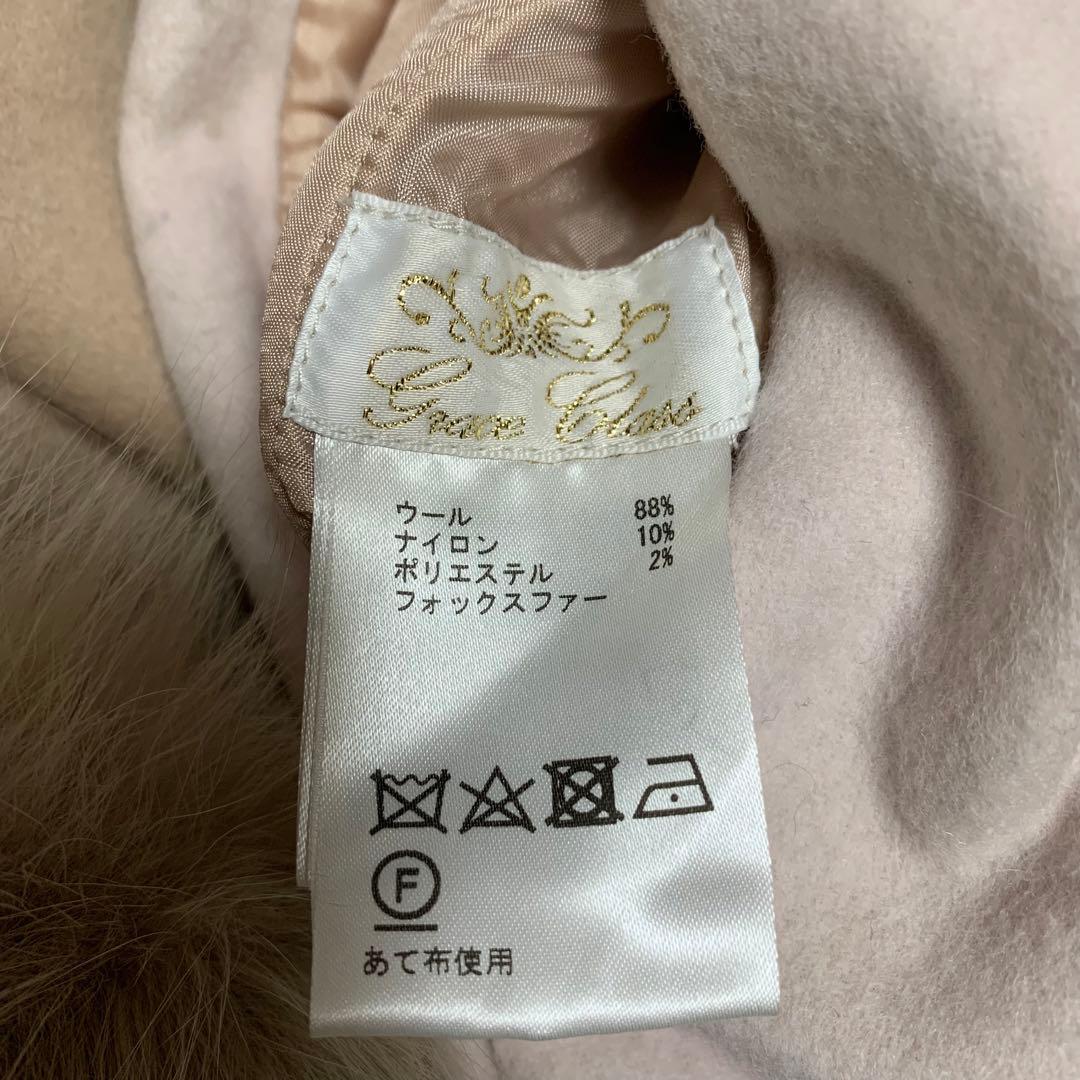 Grace Class
ウール 88%
ナイロン 10%
ポリエステル 2%
フォックスファー
F
あて布使用